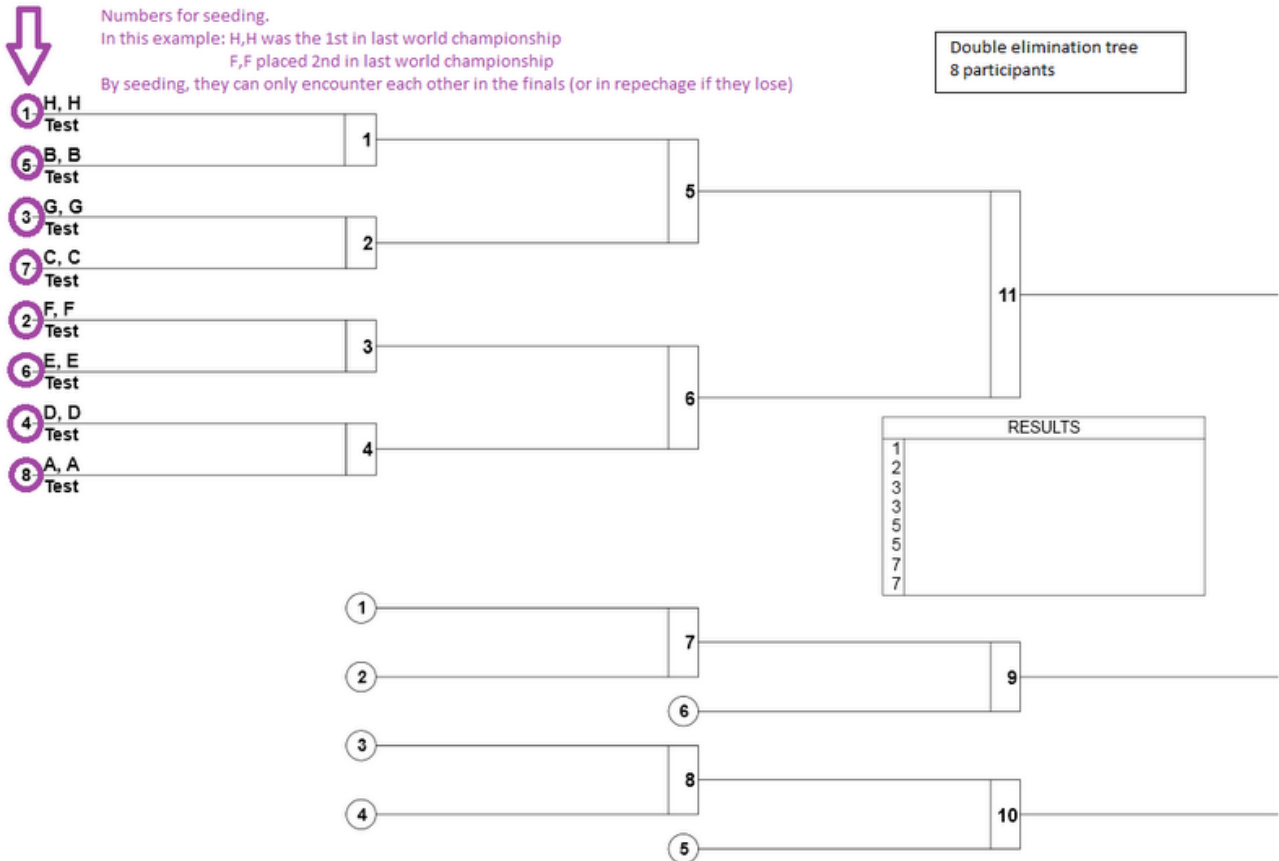 Numbers for seeding.
In this example: H,H was the 1st in last world championship
F,F placed 2nd in last world championship
By seeding, they can only encounter each other in the finals (or in repechage if they lose)
Double elimination tree
8 participants
1 H, H
Test
5 B, B
Test
3 G, G
Test
7 C, C
Test
2 F, F
Test
6 E, E
Test
4 D, D
Test
8 A, A
Test
1
2
3
4
5
6
11
RESULTS
1
2
3
3
5
5
7
7
1
2
7
6
9
3
4
8
5
10